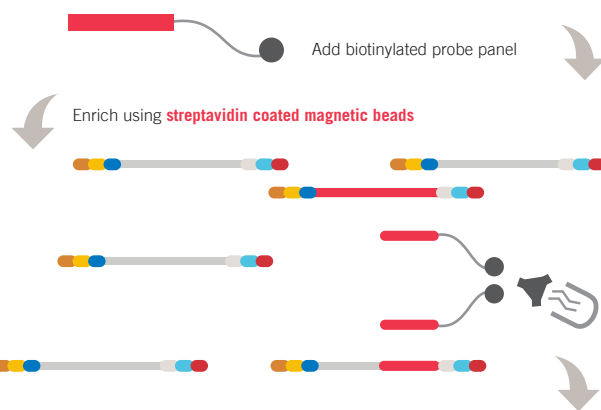 Add biotinylated probe panel
Enrich using streptavidin coated magnetic beads